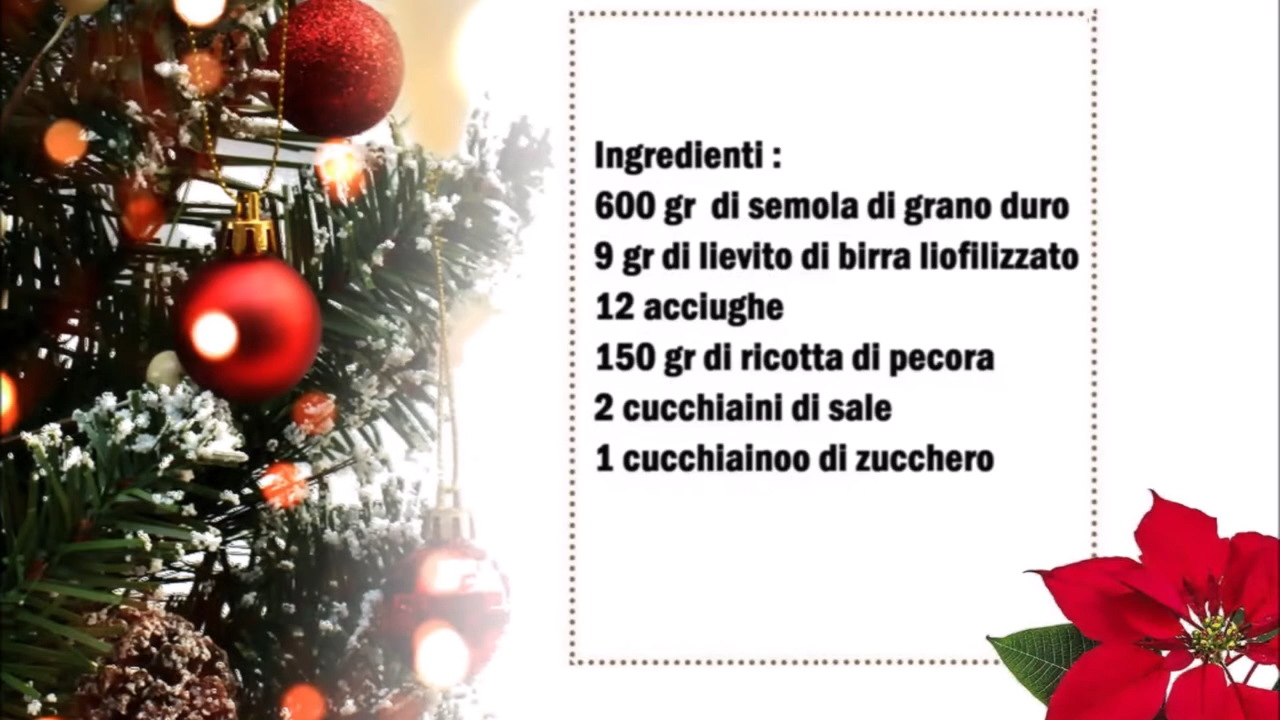 Ingredienti :
600 gr di semola di grano duro
9 gr di lievito di birra liofilizzato
12 acciughe
150 gr di ricotta di pecora
2 cucchiaini di sale
1 cucchiainoo di zucchero